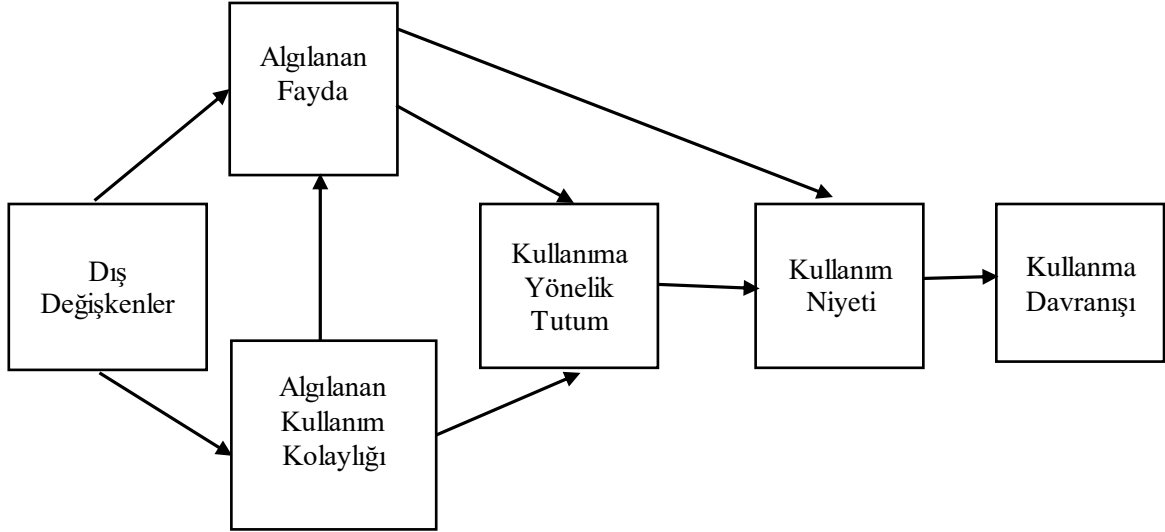 Algılanan
Fayda
Dış
Değişkenler
Algılanan
Kullanım
Kolaylığı
Kullanıma
Yönelik
Tutum
Kullanım
Niyeti
Kullanma
Davranışı